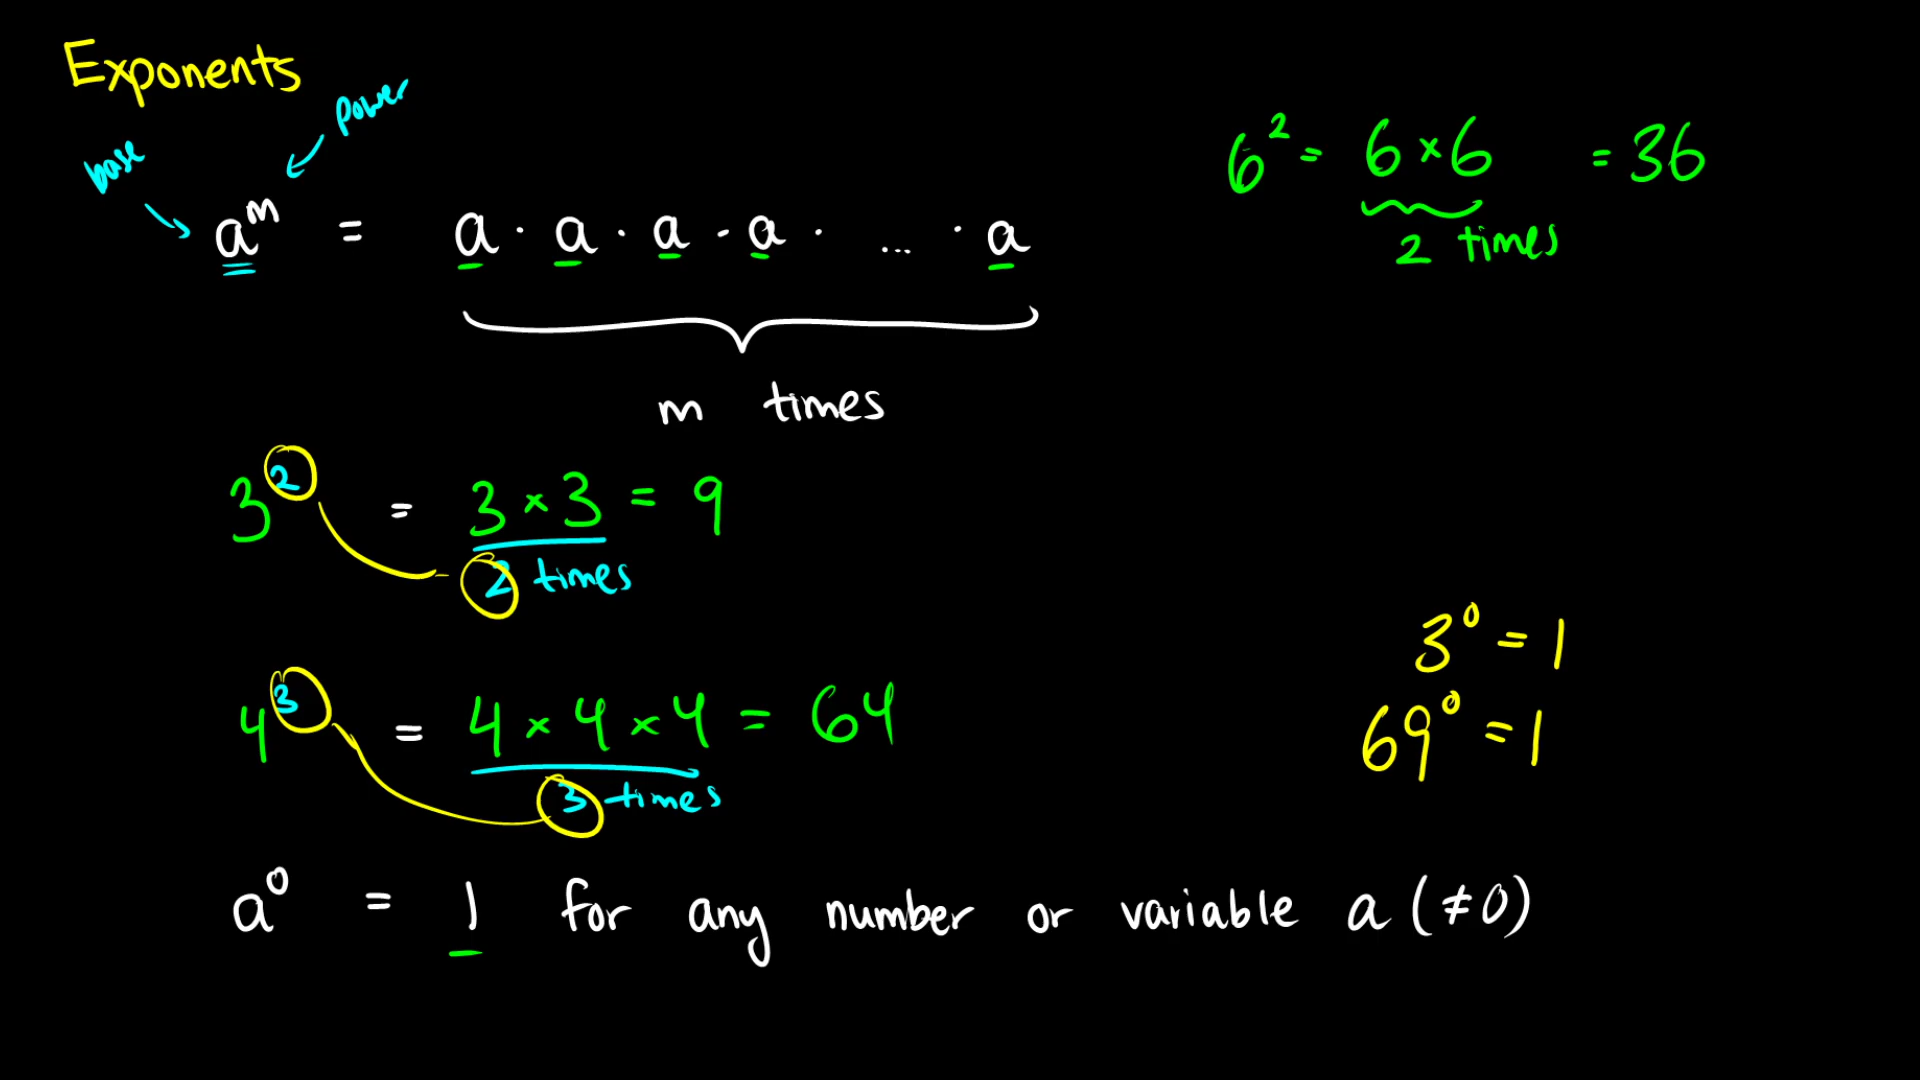 Exponents
base
power
a^m = a · a · a · a · ... · a
m times
6^2 = 6 × 6 = 36
2 times
3^2 = 3 × 3 = 9
2 times
4^3 = 4 × 4 × 4 = 64
3 times
3^0 = 1
69^0 = 1
a^0 = 1 for any number or variable a (≠0)